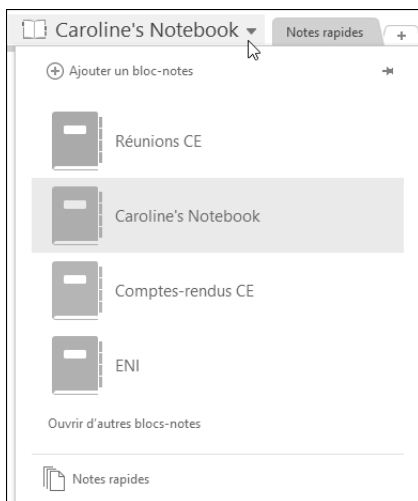 Caroline's Notebook Notes rapides
Ajouter un bloc-notes
Réunions CE
Caroline's Notebook
Comptes-rendus CE
ENI
Ouvrir d'autres blocs-notes
Notes rapides